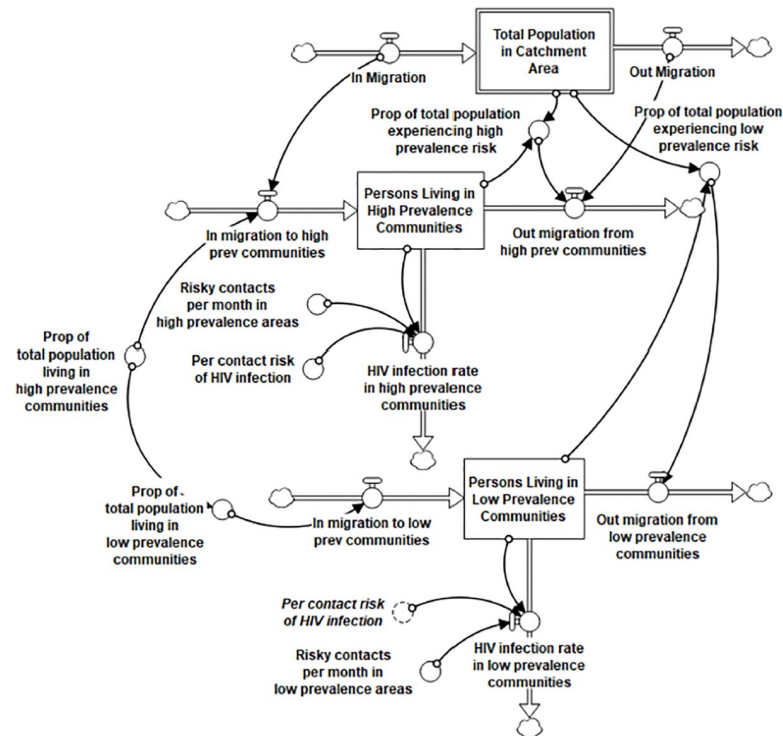 Total Population
in Catchment
Area
In Migration
Out Migration
Prop of total population
experiencing high
prevalence risk
Prop of total population
experiencing low
prevalence risk
Persons Living in
High Prevalence
Communities
In migration to high
prev communities
Out migration from
high prev communities
Risky contacts
per month in
high prevalence areas
Per contact risk
of HIV infection
HIV infection rate
in high prevalence
communities
Prop of
total population
living in
high prevalence
communities
Persons Living in
Low Prevalence
Communities
Prop of
total population
living in
low prevalence
communities
In migration to low
prev communities
Out migration from
low prevalence
communities
Per contact risk
of HIV infection
Risky contacts
per month in
low prevalence areas
HIV infection rate
in low prevalence
communities